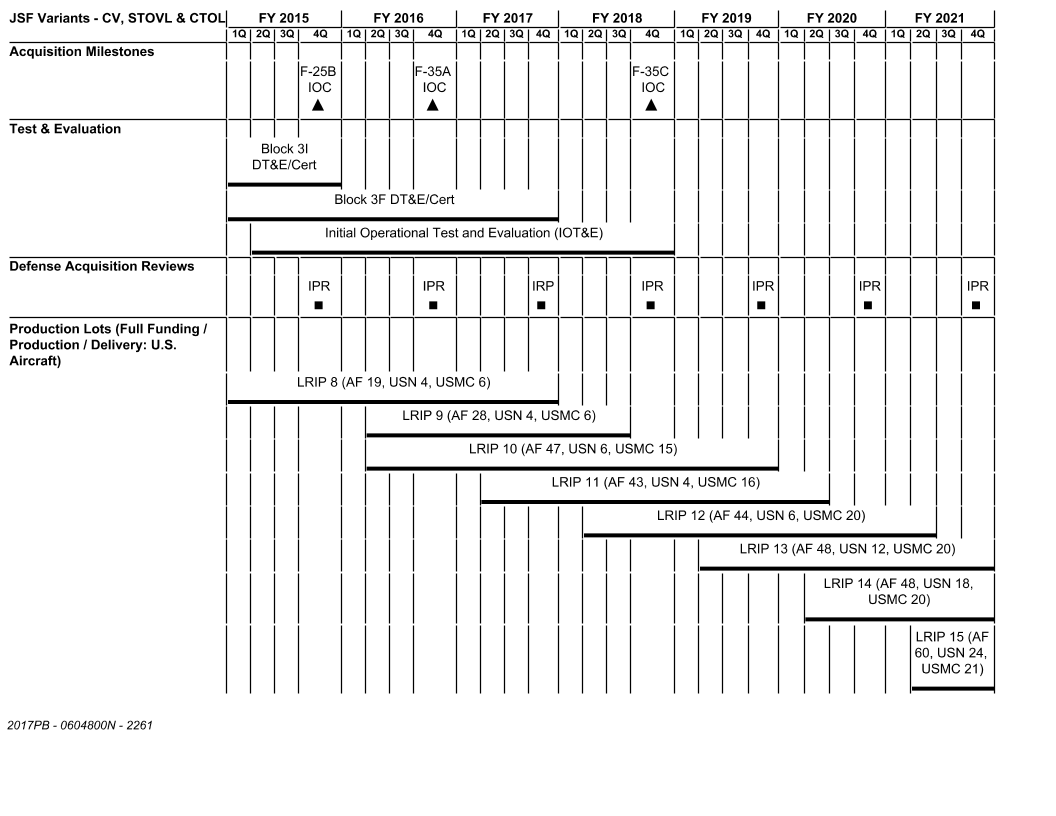 JSF Variants - CV, STOVL & CTOL FY 2015 FY 2016 FY 2017 FY 2018 FY 2019 FY 2020 FY 2021
1Q 2Q 3Q 4Q 1Q 2Q 3Q 4Q 1Q 2Q 3Q 4Q 1Q 2Q 3Q 4Q 1Q 2Q 3Q 4Q 1Q 2Q 3Q 4Q 1Q 2Q 3Q 4Q
Acquisition Milestones
F-25B F-35A F-35C
IOC IOC IOC
Test & Evaluation
Block 3I
DT&E/Cert
Block 3F DT&E/Cert
Initial Operational Test and Evaluation (IOT&E)
Defense Acquisition Reviews
IPR IPR IRP IPR IPR IPR IPR
Production Lots (Full Funding /
Production / Delivery: U.S.
Aircraft)
LRIP 8 (AF 19, USN 4, USMC 6)
LRIP 9 (AF 28, USN 4, USMC 6)
LRIP 10 (AF 47, USN 6, USMC 15)
LRIP 11 (AF 43, USN 4, USMC 16)
LRIP 12 (AF 44, USN 6, USMC 20)
LRIP 13 (AF 48, USN 12, USMC 20)
LRIP 14 (AF 48, USN 18,
USMC 20)
LRIP 15 (AF
60, USN 24,
USMC 21)
2017PB - 0604800N - 2261